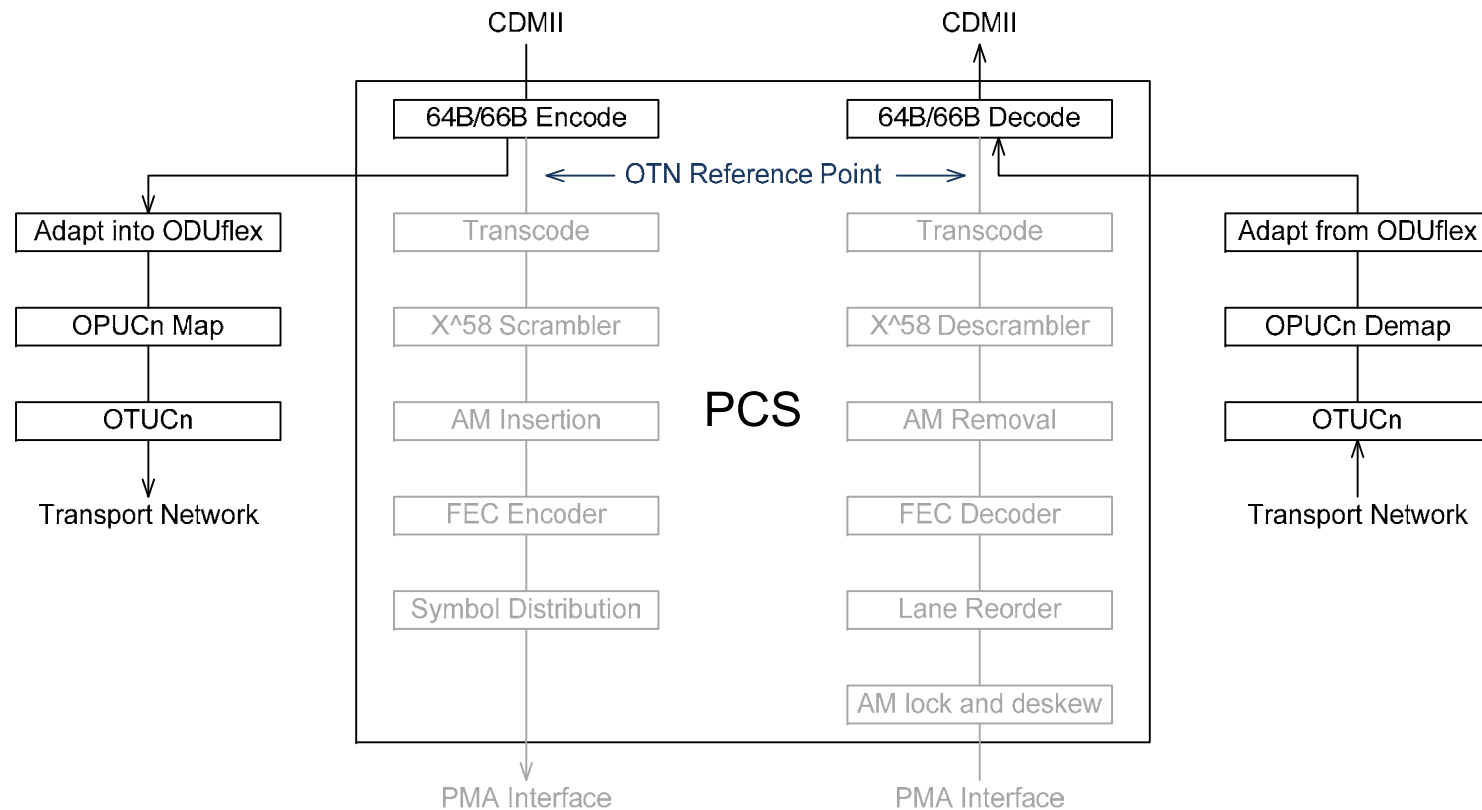 CDMII
CDMII
64B/66B Encode
64B/66B Decode
OTN Reference Point
Adapt into ODUflex
Transcode
Transcode
Adapt from ODUflex
OPUCn Map
X^58 Scrambler
X^58 Descrambler
OPUCn Demap
OTUCn
AM Insertion
PCS
AM Removal
OTUCn
Transport Network
FEC Encoder
FEC Decoder
Transport Network
Symbol Distribution
Lane Reorder
AM lock and deskew
PMA Interface
PMA Interface